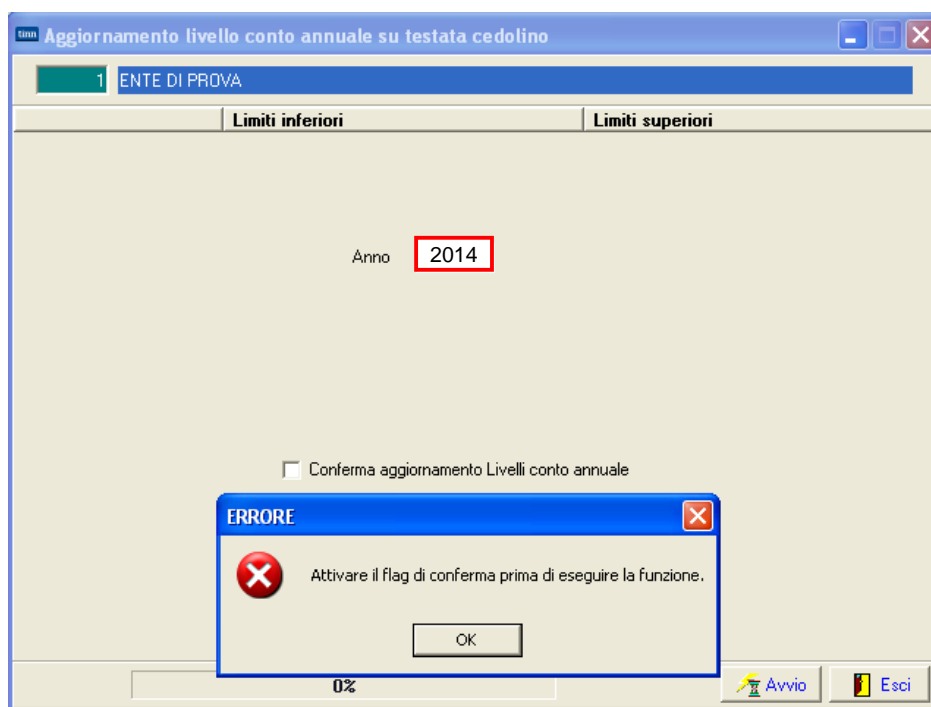 tinn Aggiornamento livello conto annuale su testata cedolino
1 ENTE DI PROVA
Limiti inferiori Limiti superiori
Anno 2014
Conferma aggiornamento Livelli conto annuale
ERRORE
Attivare il flag di conferma prima di eseguire la funzione.
OK
0% Avvio Esci